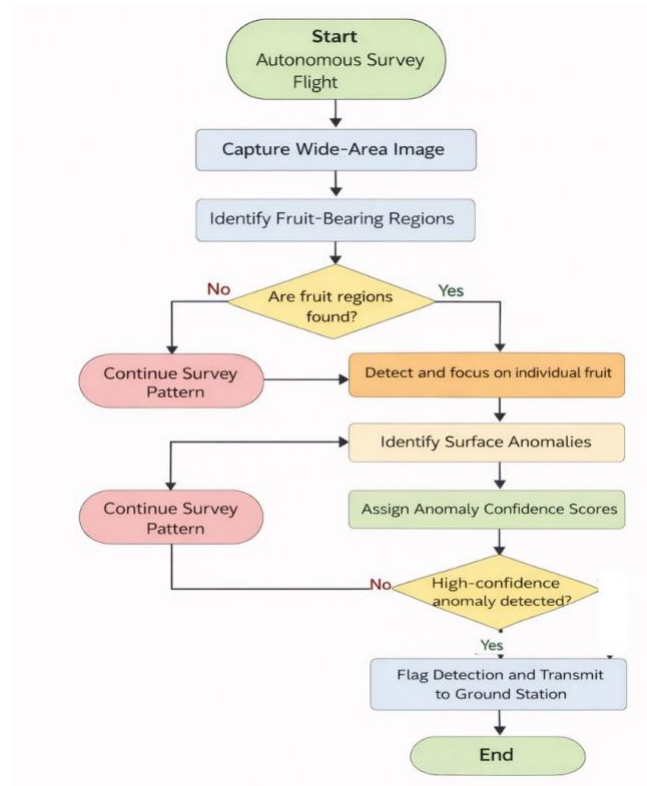 Start
Autonomous Survey
Flight
Capture Wide-Area Image
Identify Fruit-Bearing Regions
No
Are fruit regions
found?
Yes
Continue Survey
Pattern
Detect and focus on individual fruit
Identify Surface Anomalies
Continue Survey
Pattern
Assign Anomaly Confidence Scores
No
High-confidence
anomaly detected?
Yes
Flag Detection and Transmit
to Ground Station
End